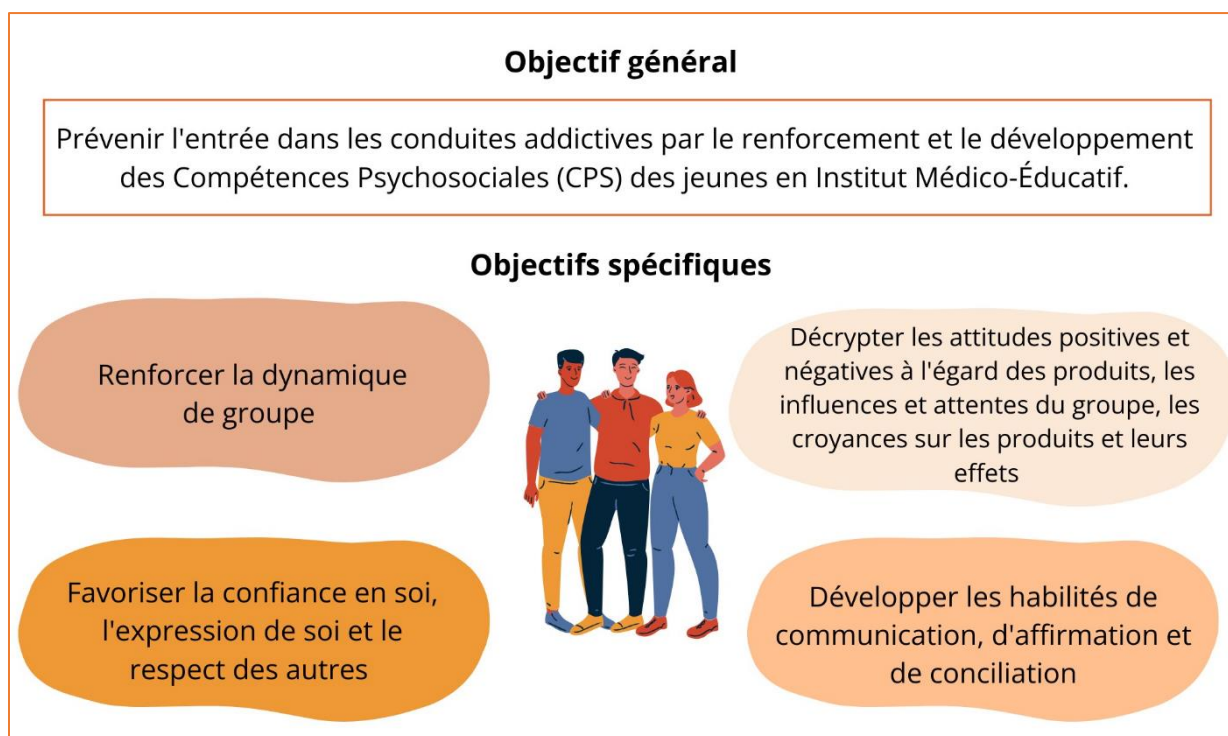 Objectif général
Prévenir l'entrée dans les conduites addictives par le renforcement et le développement
des Compétences Psychosociales (CPS) des jeunes en Institut Médico-Éducatif.
Objectifs spécifiques
Renforcer la dynamique
de groupe
Décrypter les attitudes positives et
négatives à l'égard des produits, les
influences et attentes du groupe, les
croyances sur les produits et leurs
effets
Favoriser la confiance en soi,
l'expression de soi et le
respect des autres
Développer les habilités de
communication, d'affirmation et
de conciliation